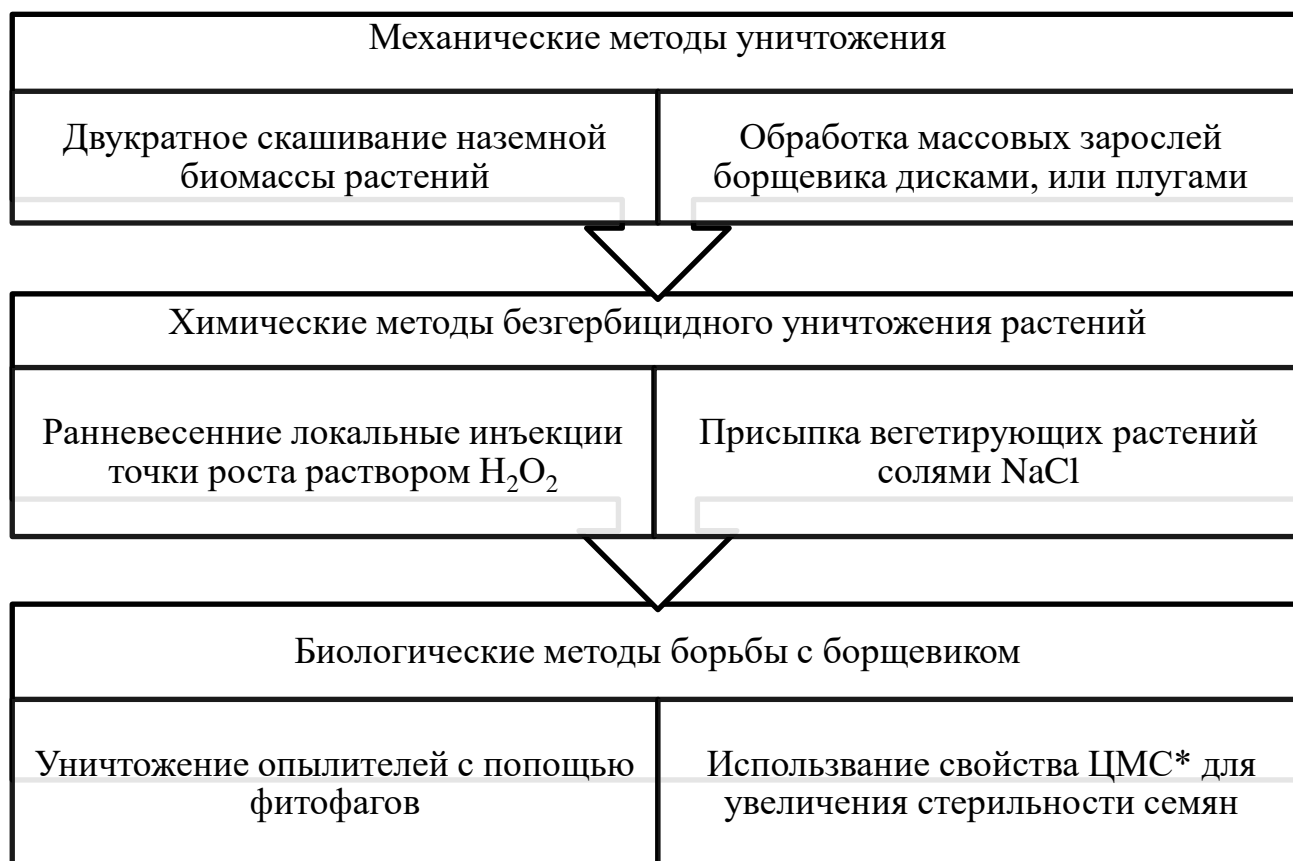 Механические методы уничтожения
Двукратное скашивание наземной
биомассы растений
Обработка массовых зарослей
борщевика дисками, или плугами
Химические методы безгербицидного уничтожения растений
Ранневесенние локальные инъекции
точки роста раствором H₂O₂
Присыпка вегетирующих растений
солями NaCl
Биологические методы борьбы с борщевиком
Уничтожение опылителей с попощью
фитофагов
Использвание свойства ЦМС* для
увеличения стерильности семян